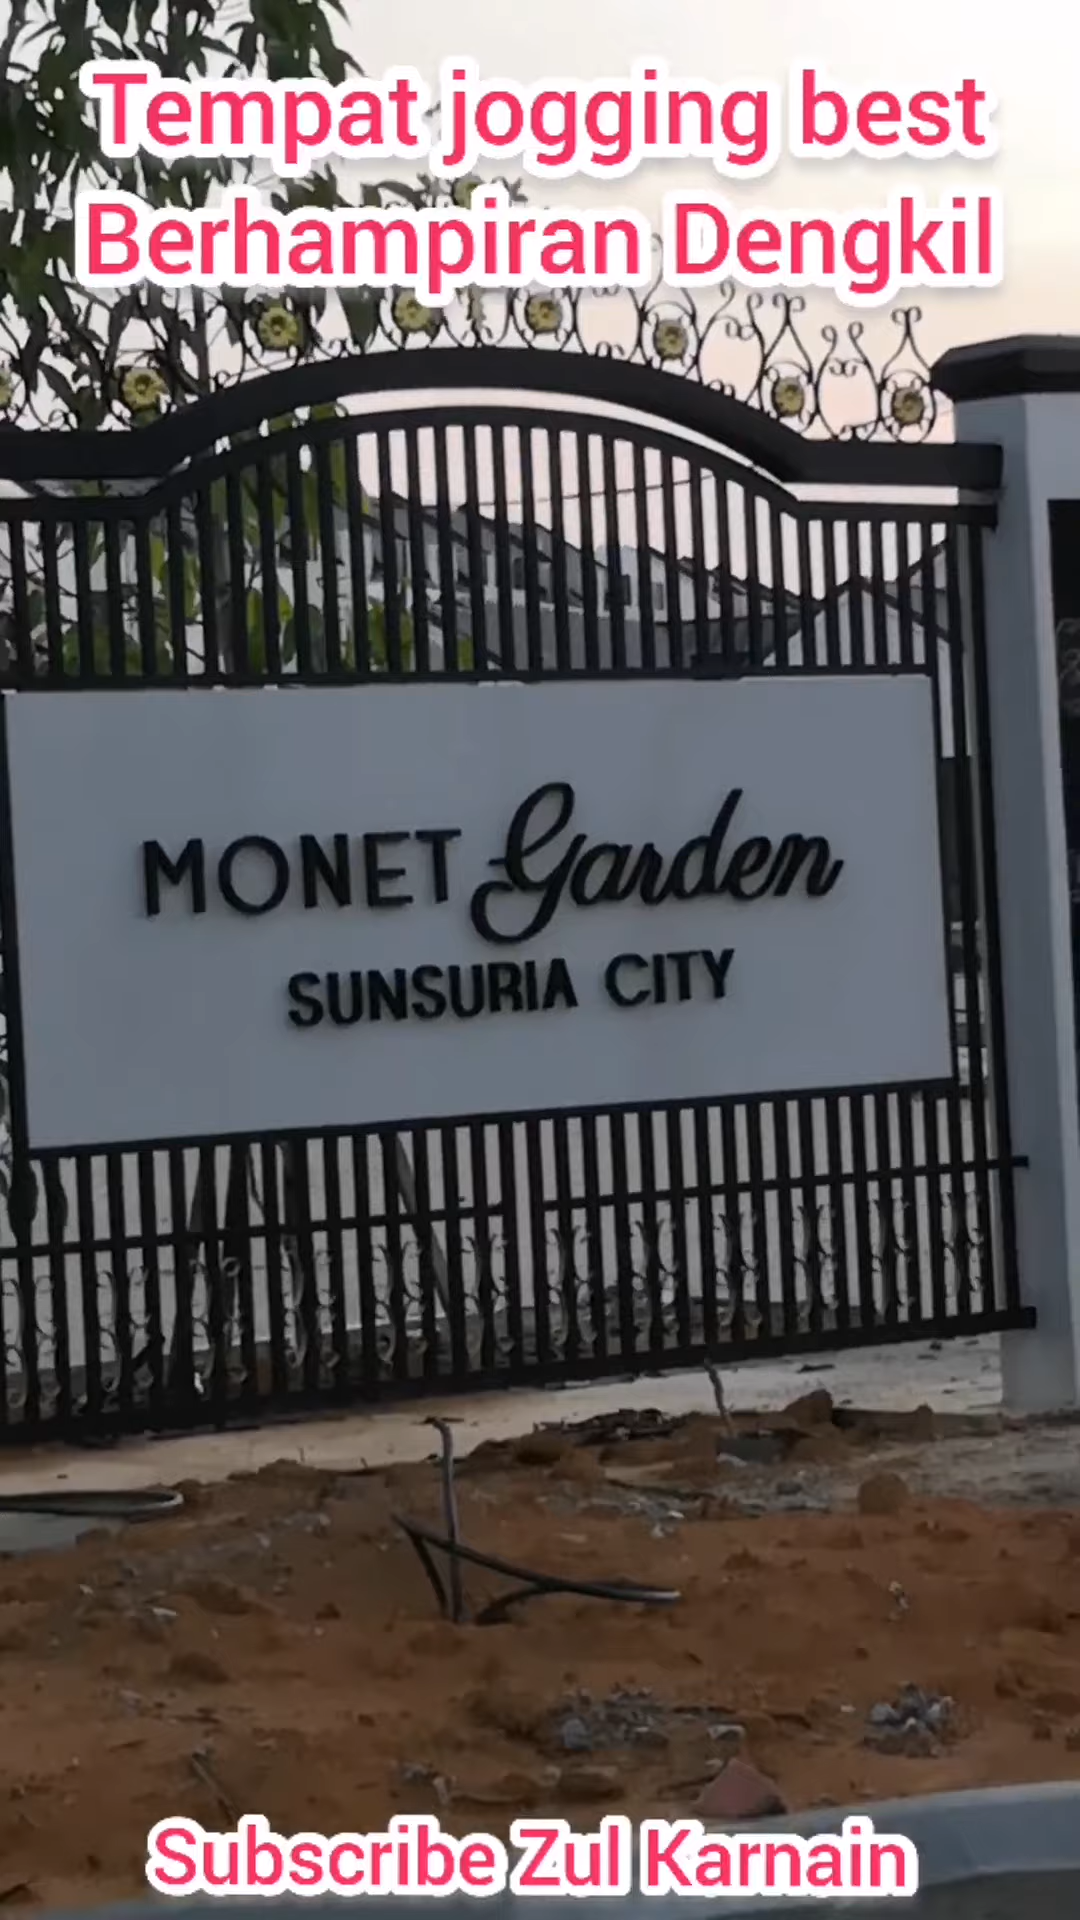 Tempat jogging best
Berhampiran Dengkil
MONET Garden
SUNSURIA CITY
Subscribe Zul Karnain